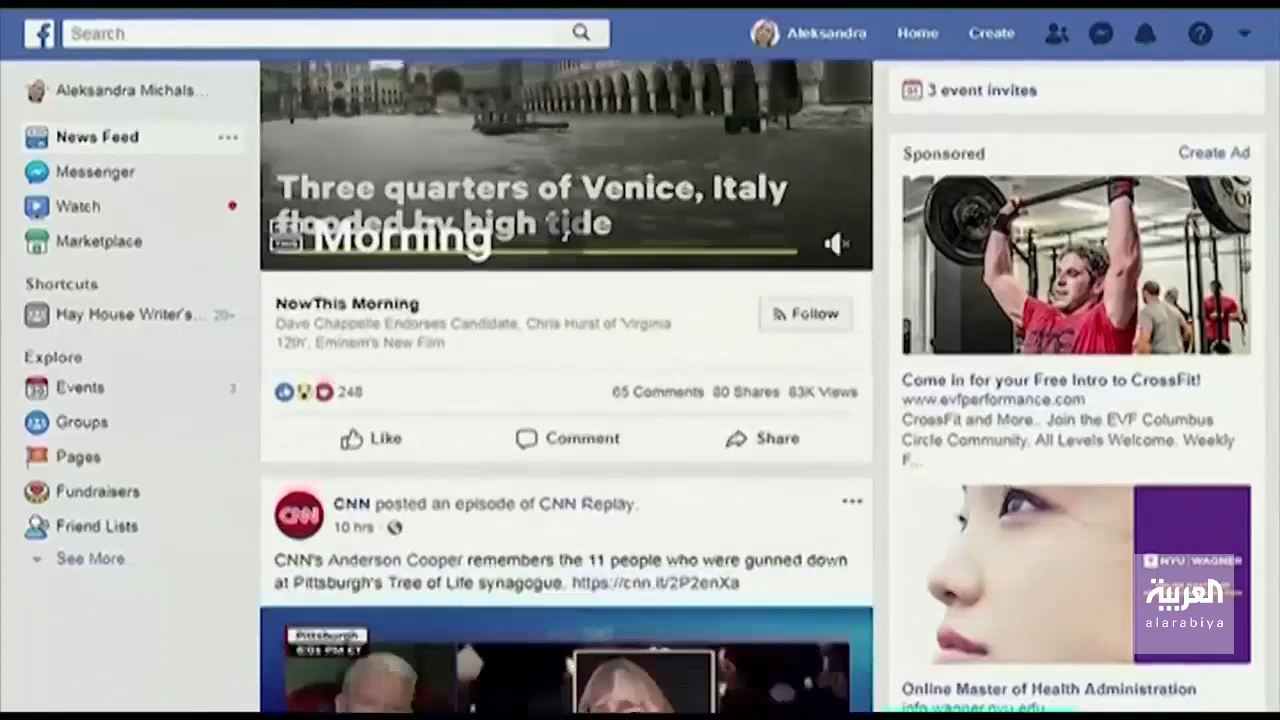 Search
Aleksandra
Home
Create
Aleksandra Michals...
News Feed
Messenger
Watch
Marketplace
Shortcuts
Hay House Writer's... 20+
Explore
Events 3
Groups
Pages
Fundraisers
Friend Lists
See More...
Three quarters of Venice, Italy
flooded by high tide
Morning
NowThis Morning
Follow
Dave Chappelle Endorses Candidate, Chris Hurst of 'Virginia
12th', Eminem's New Film
248
65 Comments 80 Shares 83K Views
Like
Comment
Share
CNN
CNN posted an episode of CNN Replay.
10 hrs
CNN's Anderson Cooper remembers the 11 people who were gunned down
at Pittsburgh's Tree of Life synagogue. https://cnn.it/2P2enXa
Pittsburgh
3 event invites
Sponsored
Create Ad
Come in for your Free Intro to CrossFit!
www.evfperformance.com
CrossFit and More.. Join the EVF Columbus
Circle Community. All Levels Welcome. Weekly
F...
NYU WAGNER
العربية
alarabiya
Online Master of Health Administration
info.wagner.nyu.edu